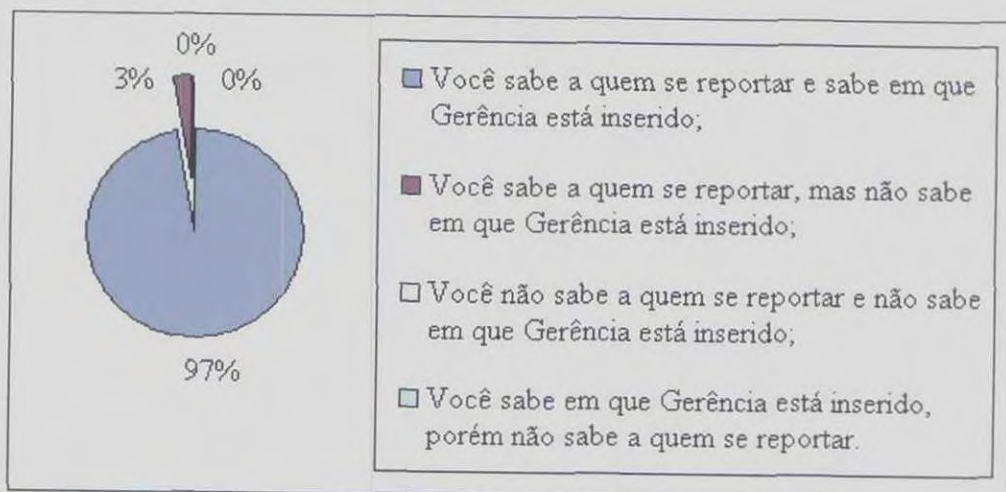 0%
3%
0%
97%
Você sabe a quem se reportar e sabe em que
Gerência está inserido;
Você sabe a quem se reportar, mas não sabe
em que Gerência está inserido;
Você não sabe a quem se reportar e não sabe
em que Gerência está inserido;
Você sabe em que Gerência está inserido,
porém não sabe a quem se reportar.